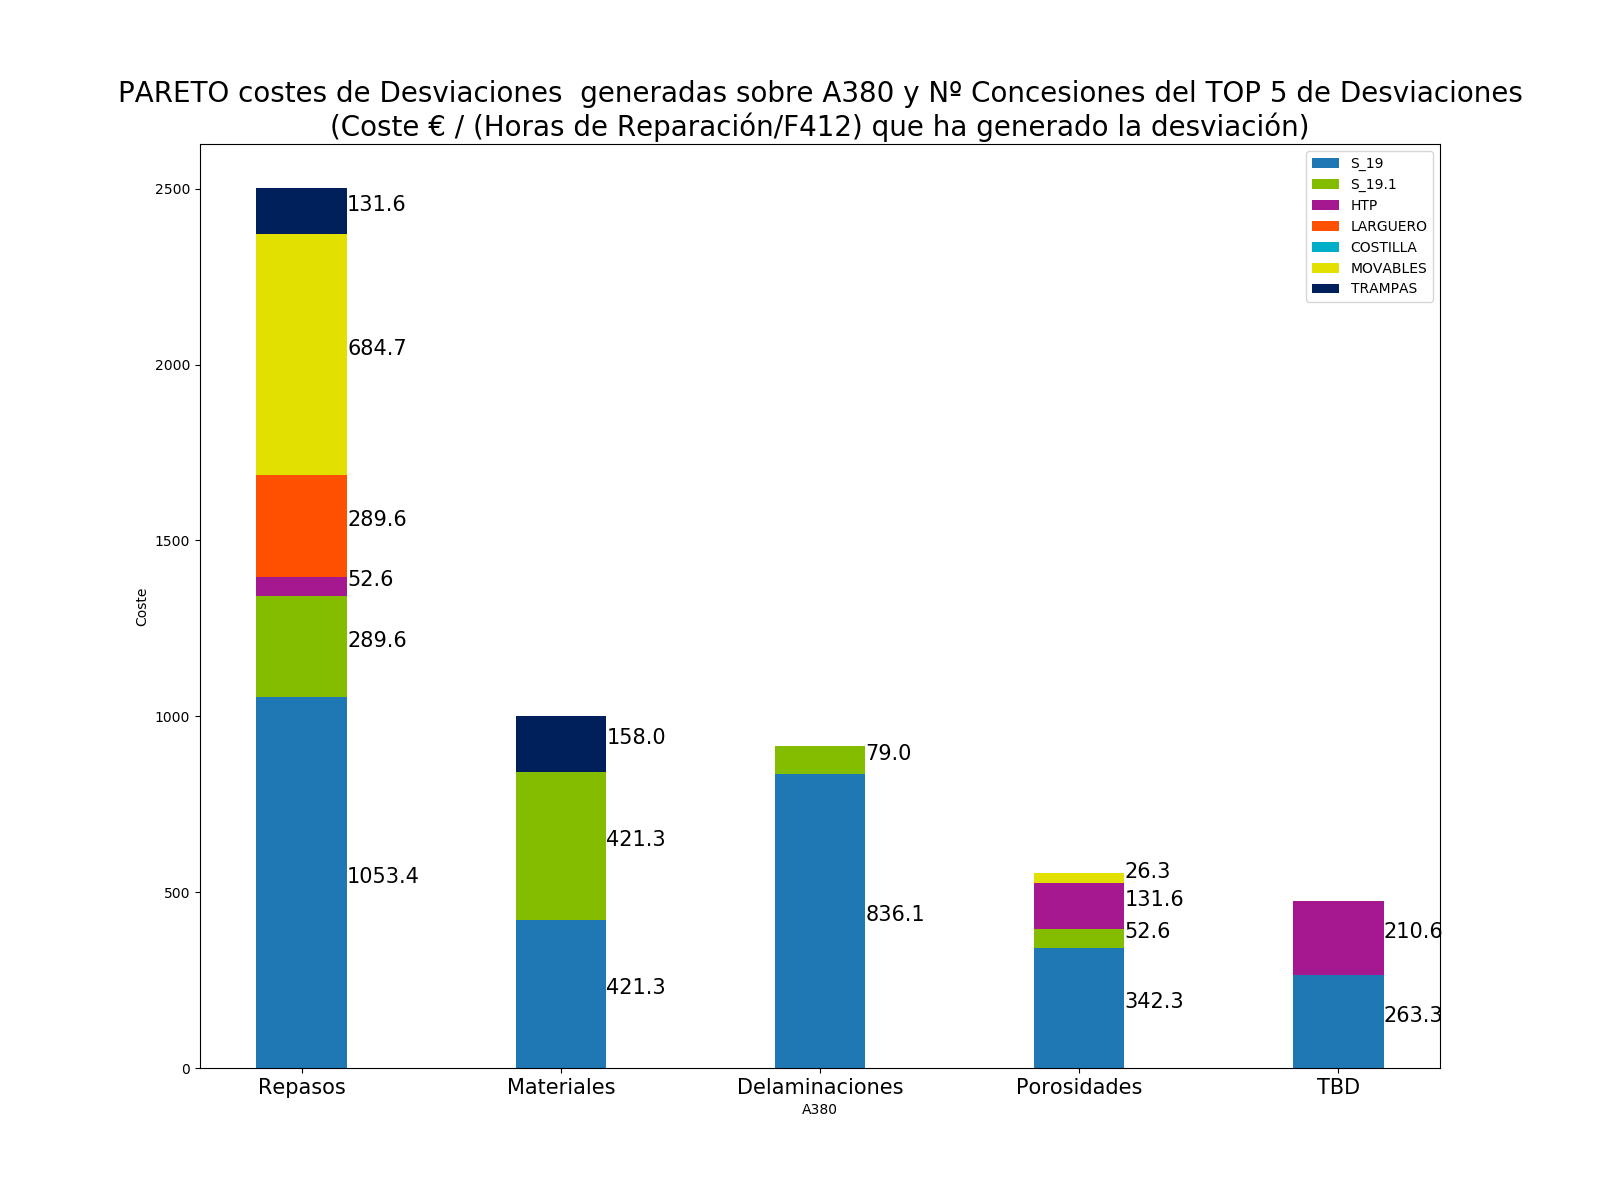 PARETO costes de Desviaciones  generadas sobre A380 y Nº Concesiones del TOP 5 de Desviaciones
(Coste € / (Horas de Reparación/F412) que ha generado la desviación)
S_19
S_19.1
HTP
LARGUERO
COSTILLA
MOVABLES
TRAMPAS
2500
2000
1500
1000
500
0
Coste
131.6
684.7
289.6
52.6
289.6
1053.4
158.0
421.3
421.3
79.0
836.1
26.3
131.6
52.6
342.3
210.6
263.3
Repasos
Materiales
Delaminaciones
Porosidades
TBD
A380